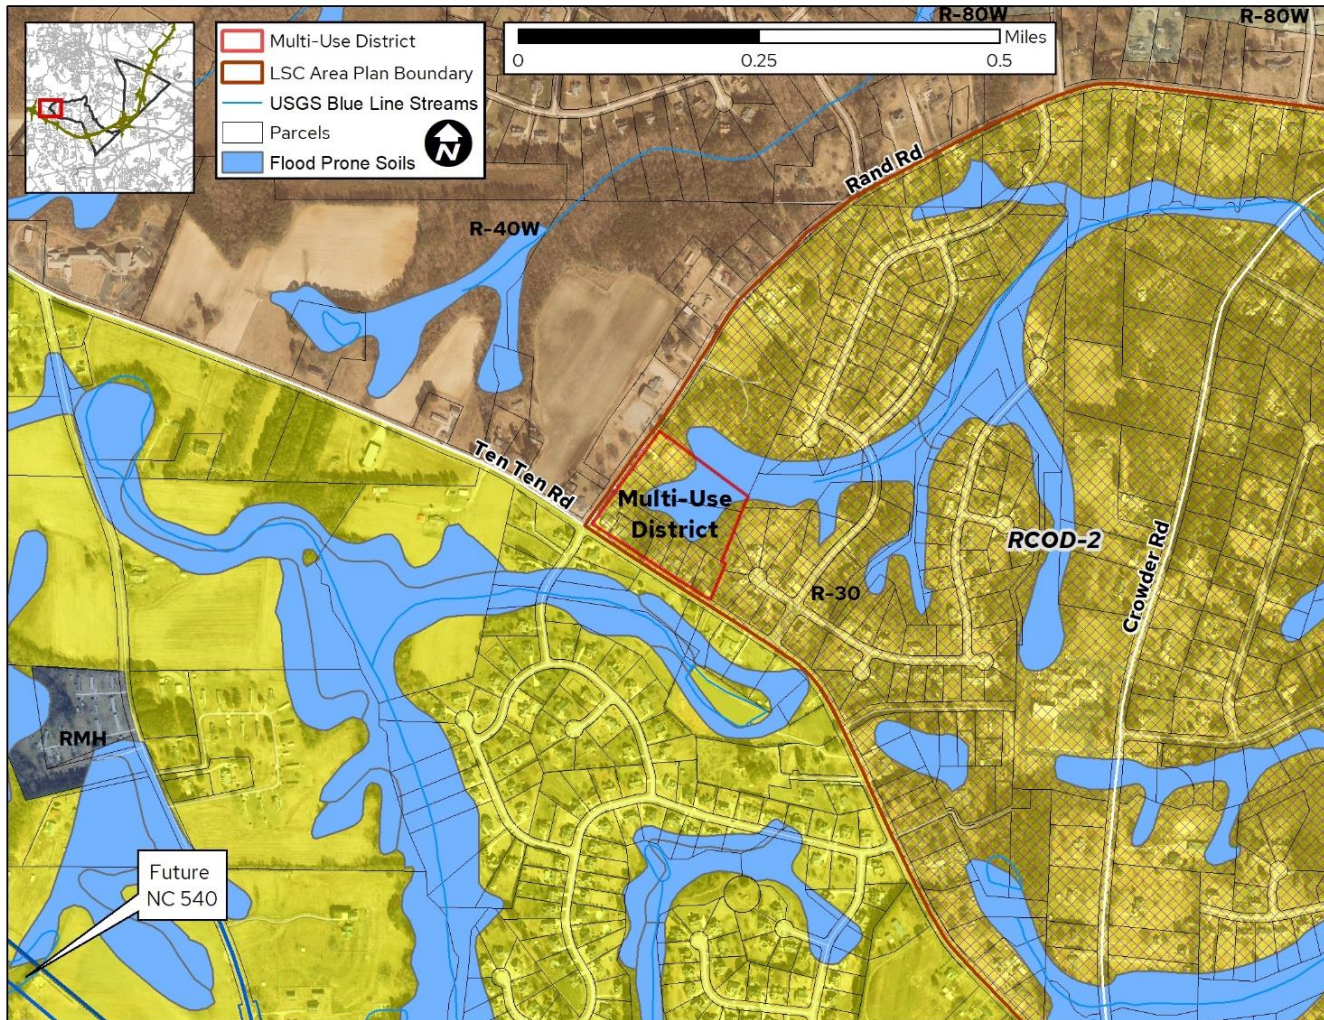 R-80W
R-80W
Multi-Use District
LSC Area Plan Boundary
USGS Blue Line Streams
Parcels
Flood Prone Soils
N
Miles
0
0.25
0.5
Rand Rd
R-40W
Ten Ten Rd
Multi-Use
District
RCOD-2
Crowder Rd
R-30
RMH
Future
NC 540